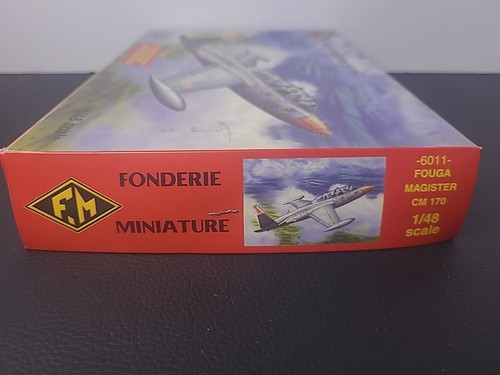 F.M
FONDERIE
MINIATURE
-6011-
FOUGA
MAGISTER
CM 170
1/48
scale